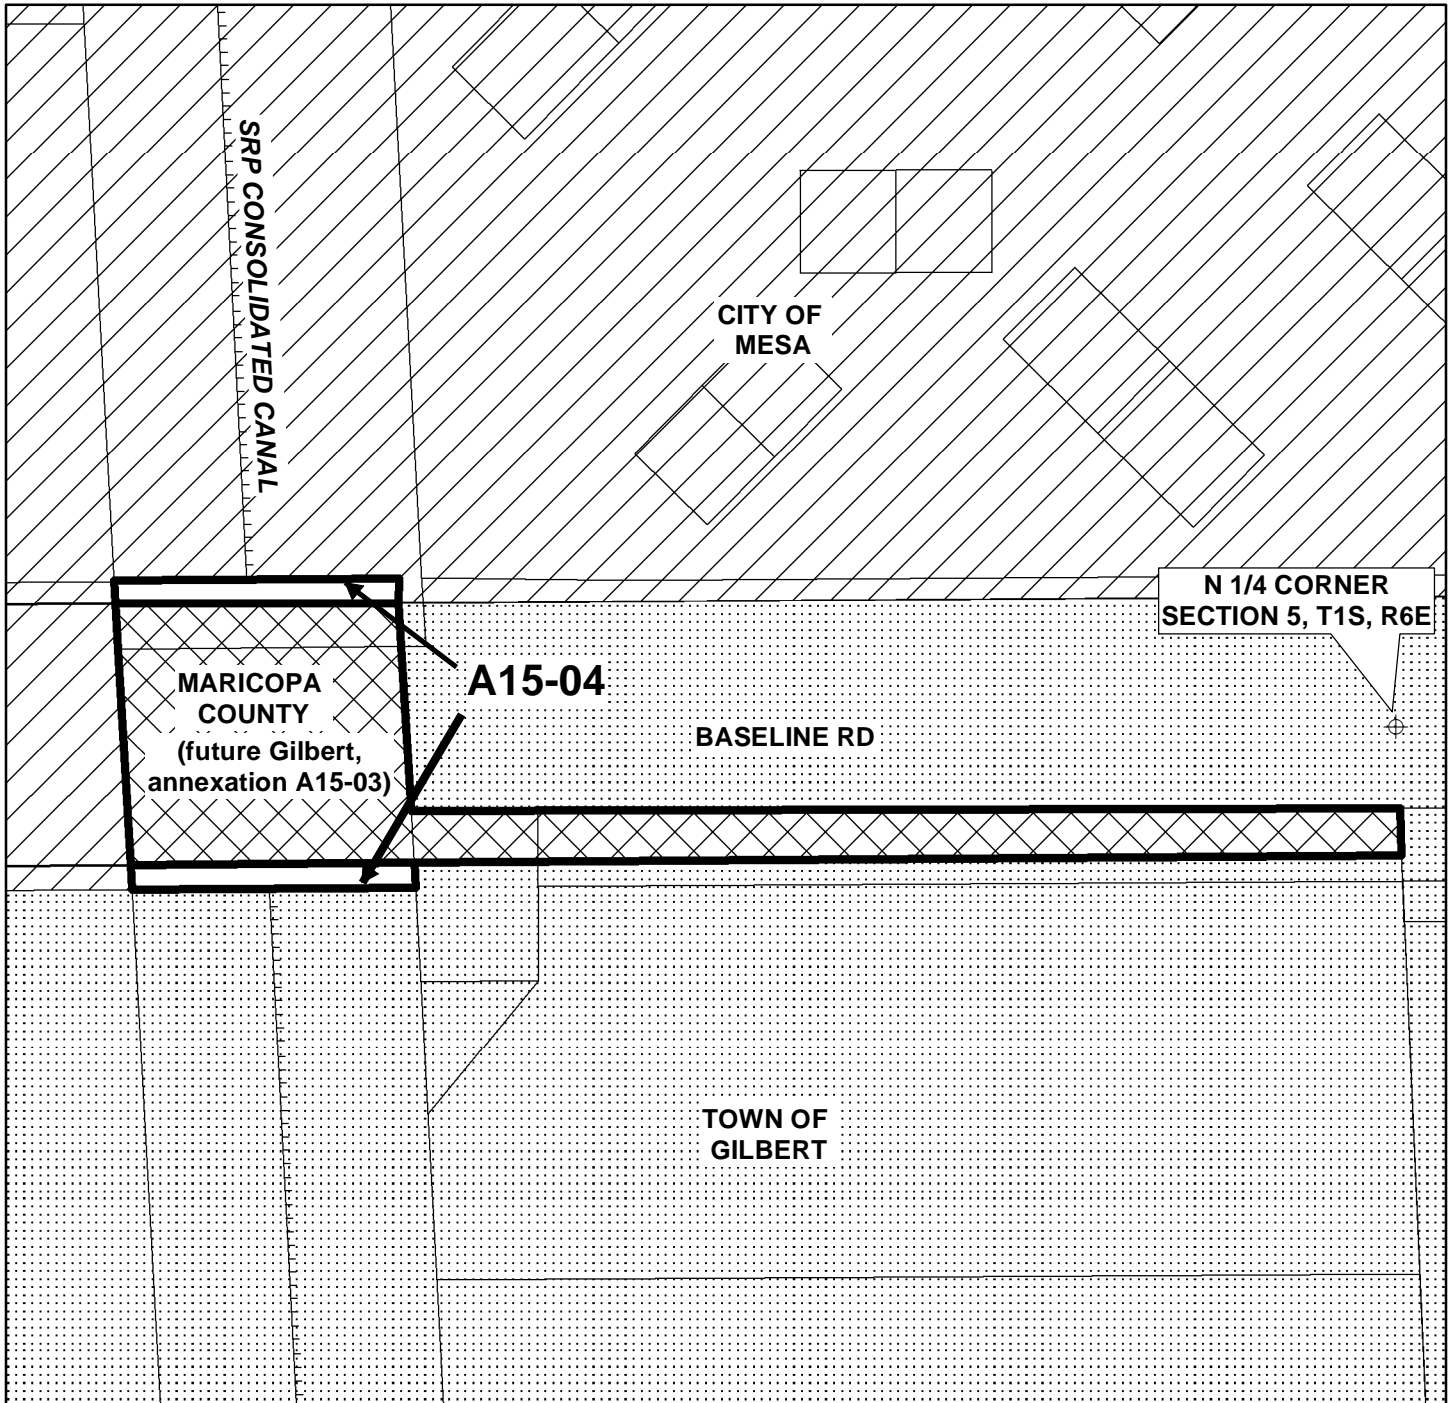 SRP CONSOLIDATED CANAL
CITY OF
MESA
N 1/4 CORNER
SECTION 5, T1S, R6E
A15-04
MARICOPA
COUNTY
(future Gilbert,
annexation A15-03)
BASELINE RD
TOWN OF
GILBERT